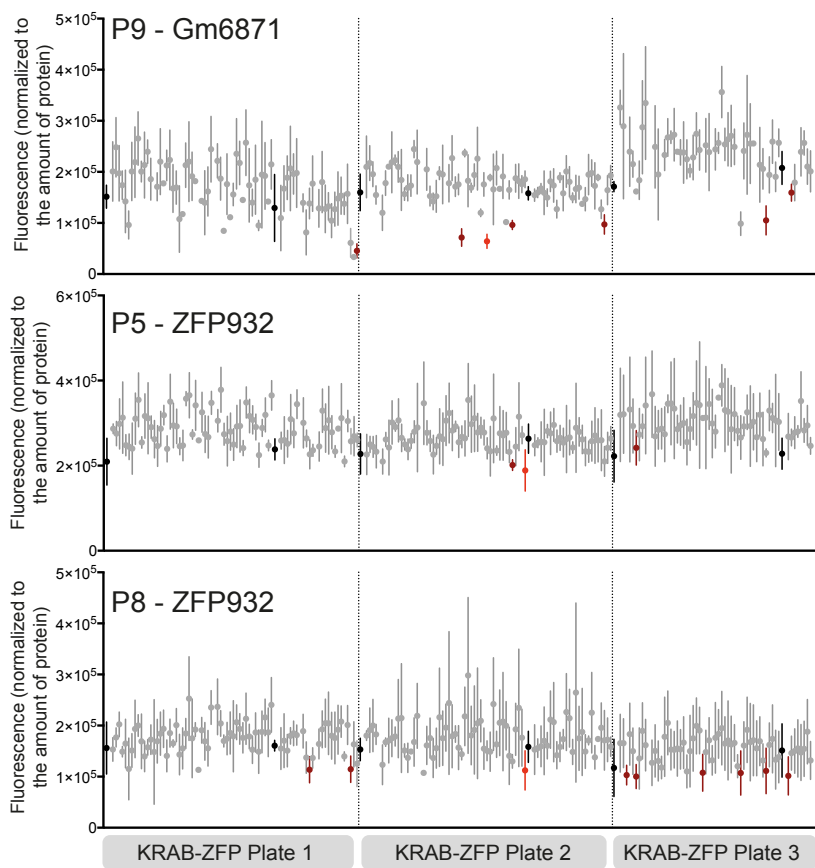 P9 - Gm6871
Fluorescence (normalized to
the amount of protein)
5×10⁵
4×10⁵
3×10⁵
2×10⁵
1×10⁵
0
P5 - ZFP932
Fluorescence (normalized to
the amount of protein)
6×10⁵
4×10⁵
2×10⁵
0
P8 - ZFP932
Fluorescence (normalized to
the amount of protein)
5×10⁵
4×10⁵
3×10⁵
2×10⁵
1×10⁵
0
KRAB-ZFP Plate 1
KRAB-ZFP Plate 2
KRAB-ZFP Plate 3